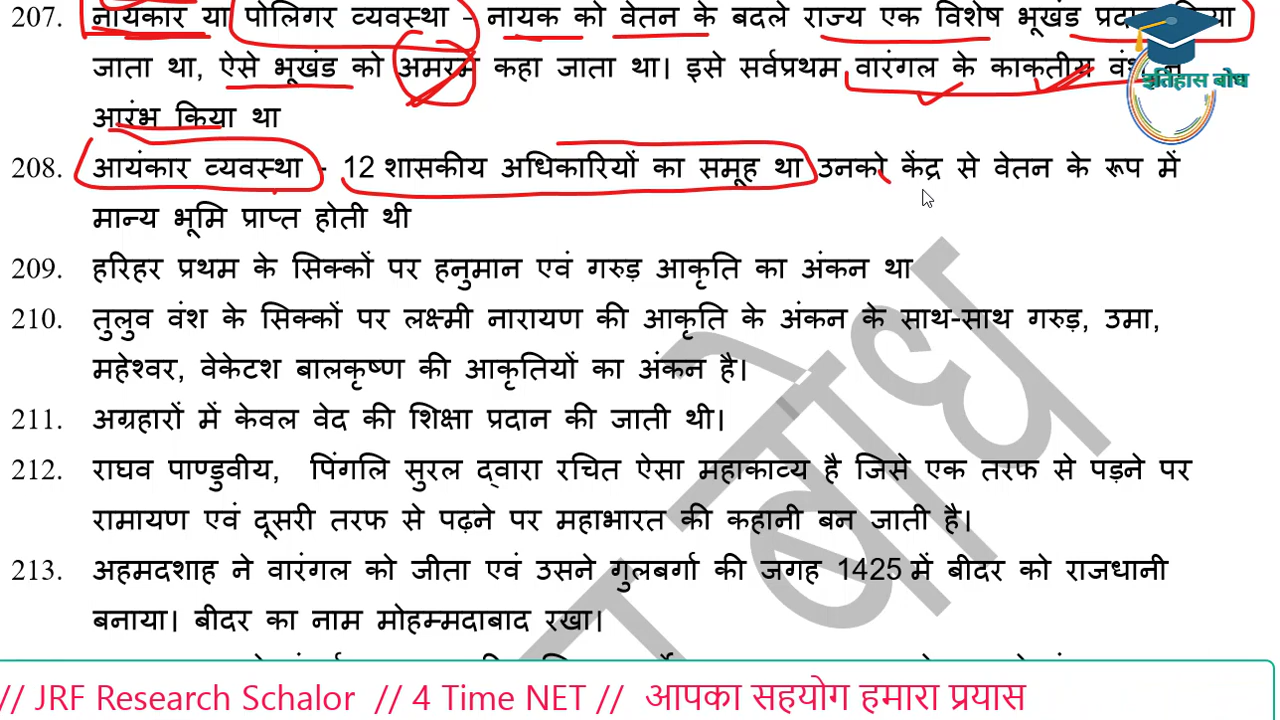 207. नायकार या पोलिगर व्यवस्था - नायक को वेतन के बदले राज्य एक विशेष भूखंड प्रदान किया
जाता था, ऐसे भूखंड को अमरम कहा जाता था। इसे सर्वप्रथम वारंगल के काकतीय वंश ने
इतिहास बोध
आरंभ किया था
208. आयंकार व्यवस्था - 12 शासकीय अधिकारियों का समूह था उनको केंद्र से वेतन के रूप में
मान्य भूमि प्राप्त होती थी
209. हरिहर प्रथम के सिक्कों पर हनुमान एवं गरुड़ आकृति का अंकन था
210. तुलुव वंश के सिक्कों पर लक्ष्मी नारायण की आकृति के अंकन के साथ-साथ गरुड़, उमा,
महेश्वर, वेकेटश बालकृष्ण की आकृतियों का अंकन है।
211. अग्रहारों में केवल वेद की शिक्षा प्रदान की जाती थी।
212. राघव पाण्डुवीय, पिंगलि सुरल द्वारा रचित ऐसा महाकाव्य है जिसे एक तरफ से पड़ने पर
रामायण एवं दूसरी तरफ से पढ़ने पर महाभारत की कहानी बन जाती है।
213. अहमदशाह ने वारंगल को जीता एवं उसने गुलबर्गा की जगह 1425 में बीदर को राजधानी
बनाया। बीदर का नाम मोहम्मदाबाद रखा।
// JRF Research Schalor // 4 Time NET // आपका सहयोग हमारा प्रयास